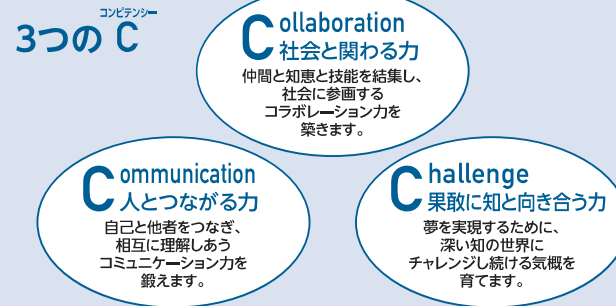 コンピテンシー
3つの C
Collaboration
社会と関わる力
仲間と知恵と技能を結集し、
社会に参画する
コラボレーション力を
築きます。
Communication
人とつながる力
自己と他者をつなぎ、
相互に理解しあう
コミュニケーション力を
鍛えます。
Challenge
果敢に知と向き合う力
夢を実現するために、
深い知の世界に
チャレンジし続ける気概を
育てます。